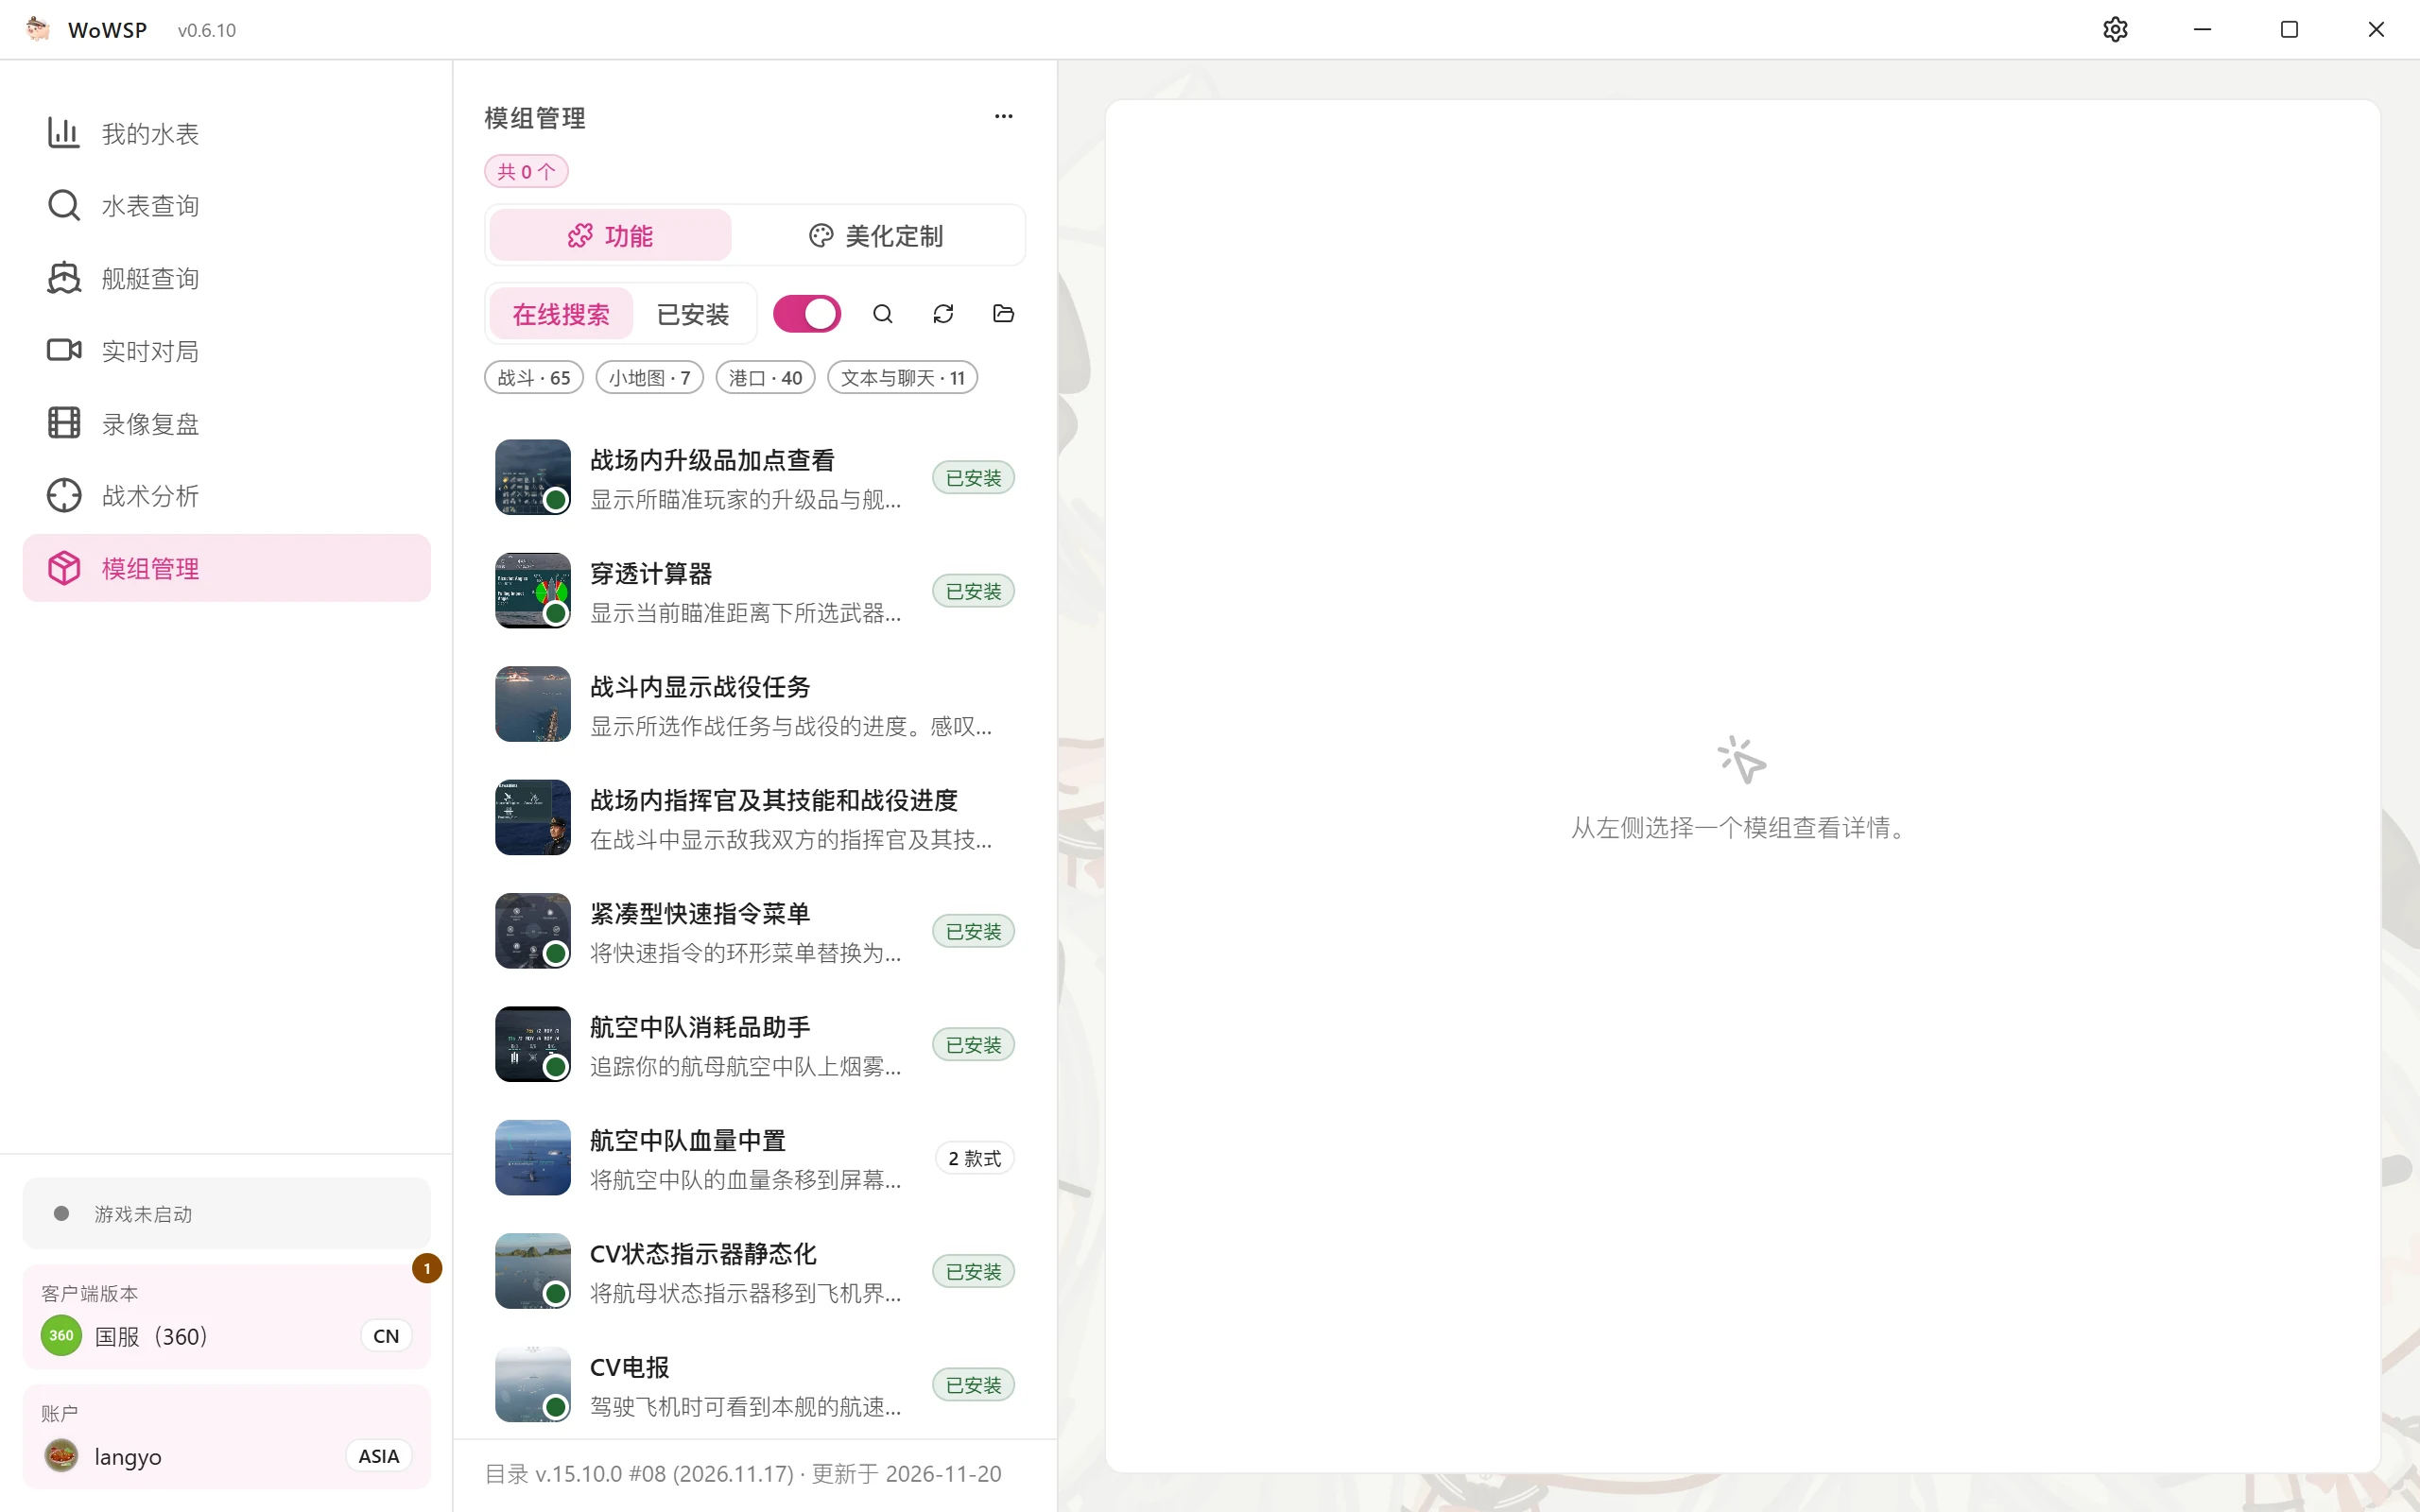 WoWSP v0.6.10
我的水表
水表查询
舰艇查询
实时对局
录像复盘
战术分析
模组管理
游戏未启动
1
客户端版本
360 国服（360） CN
账户
langyo ASIA
模组管理
共 0 个
功能 美化定制
在线搜索 已安装
战斗 · 65 小地图 · 7 港口 · 40 文本与聊天 · 11
战场内升级品加点查看
显示所瞄准玩家的升级品与舰...
已安装
穿透计算器
显示当前瞄准距离下所选武器...
已安装
战斗内显示战役任务
显示所选作战任务与战役的进度。感叹...
战场内指挥官及其技能和战役进度
在战斗中显示敌我双方的指挥官及其技...
紧凑型快速指令菜单
将快速指令的环形菜单替换为...
已安装
航空中队消耗品助手
追踪你的航母航空中队上烟雾...
已安装
航空中队血量中置
将航空中队的血量条移到屏幕...
2 款式
CV状态指示器静态化
将航母状态指示器移到飞机界...
已安装
CV电报
驾驶飞机时可看到本舰的航速...
已安装
目录 v.15.10.0 #08 (2026.11.17) · 更新于 2026-11-20
从左侧选择一个模组查看详情。